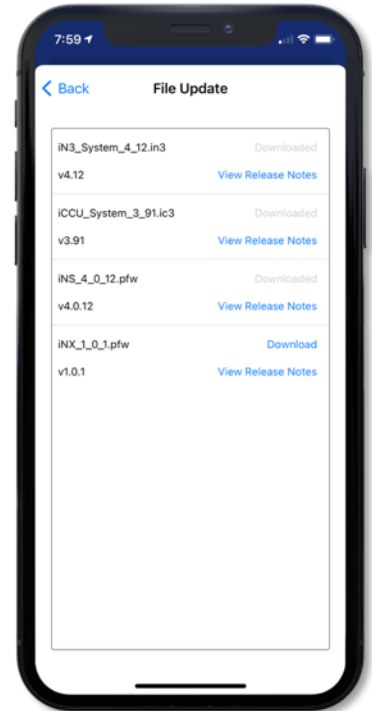 7:59
Back File Update
iN3_System_4_12.in3 Downloaded
v4.12 View Release Notes
iCCU_System_3_91.ic3 Downloaded
v3.91 View Release Notes
iNS_4_0_12.pfw Downloaded
v4.0.12 View Release Notes
iNX_1_0_1.pfw Download
v1.0.1 View Release Notes